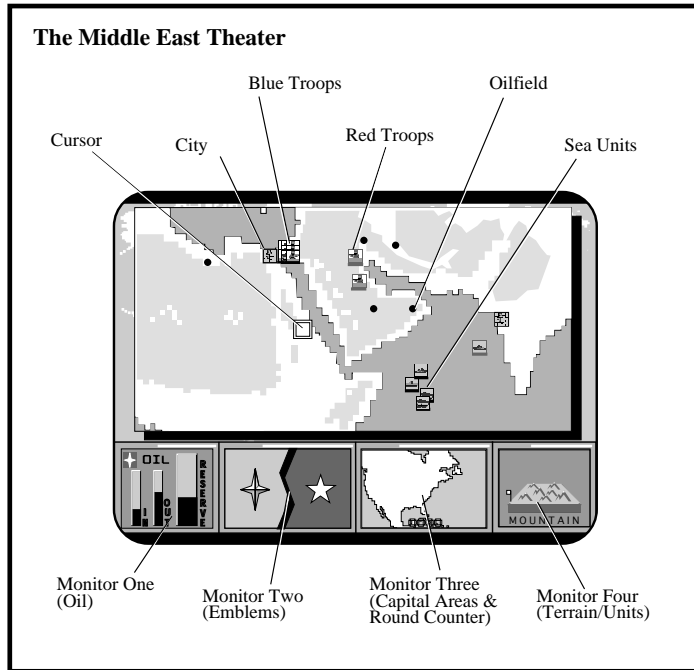 The Middle East Theater
Blue Troops
Oilfield
Cursor
City
Red Troops
Sea Units
OIL
IN
OUT
RESERVE
MOUNTAIN
Monitor One
(Oil)
Monitor Two
(Emblems)
Monitor Three
(Capital Areas &
Round Counter)
Monitor Four
(Terrain/Units)